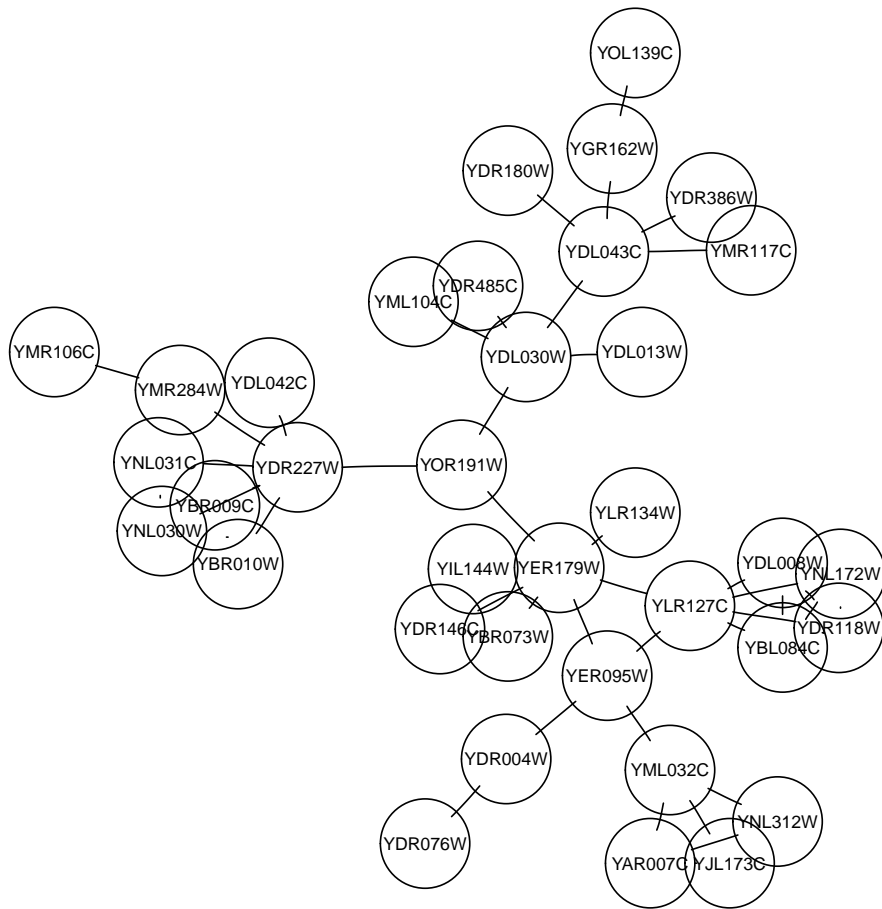 YOL139C
YGR162W
YDR180W
YDR386W
YDL043C
YMR117C
YDR485C
YML104C
YMR106C
YDL030W
YDL013W
YDL042C
YMR284W
YNL031C
YDR227W
YOR191W
YBR009C
YLR134W
YNL030W
YBR010W
YDL008W
YIL144W
YER179W
YNL172W
YLR127C
YDR146C
YDR118W
YBR073W
YBL084C
YER095W
YDR004W
YML032C
YNL312W
YDR076W
YAR007C
YJL173C